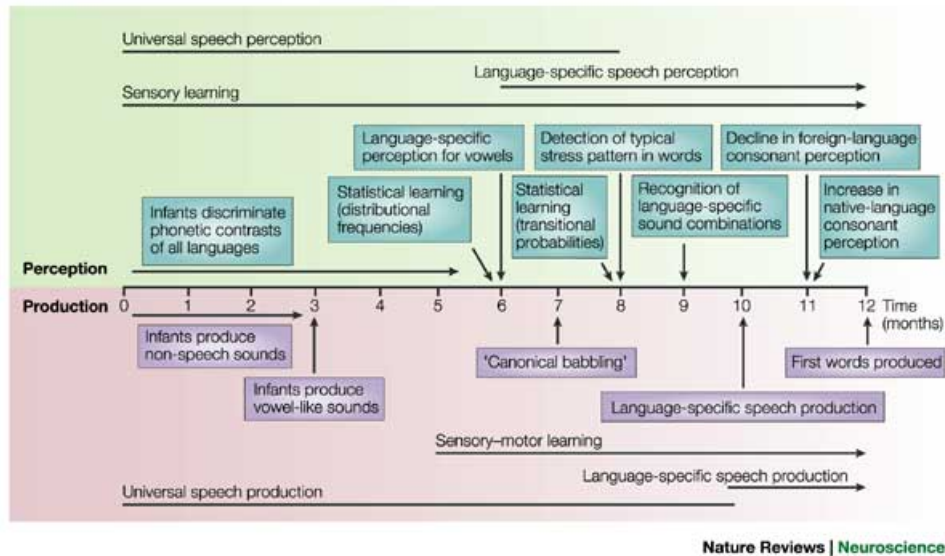 Universal speech perception
Language-specific speech perception
Sensory learning
Language-specific
perception for vowels
Detection of typical
stress pattern in words
Decline in foreign-language
consonant perception
Infants discriminate
phonetic contrasts
of all languages
Statistical learning
(distributional
frequencies)
Statistical
learning
(transitional
probabilities)
Recognition of
language-specific
sound combinations
Increase in
native-language
consonant
perception
Perception
Production
0 1 2 3 4 5 6 7 8 9 10 11 12 Time
(months)
Infants produce
non-speech sounds
Infants produce
vowel-like sounds
'Canonical babbling'
Language-specific speech production
First words produced
Sensory–motor learning
Language-specific speech production
Universal speech production
Nature Reviews | Neuroscience